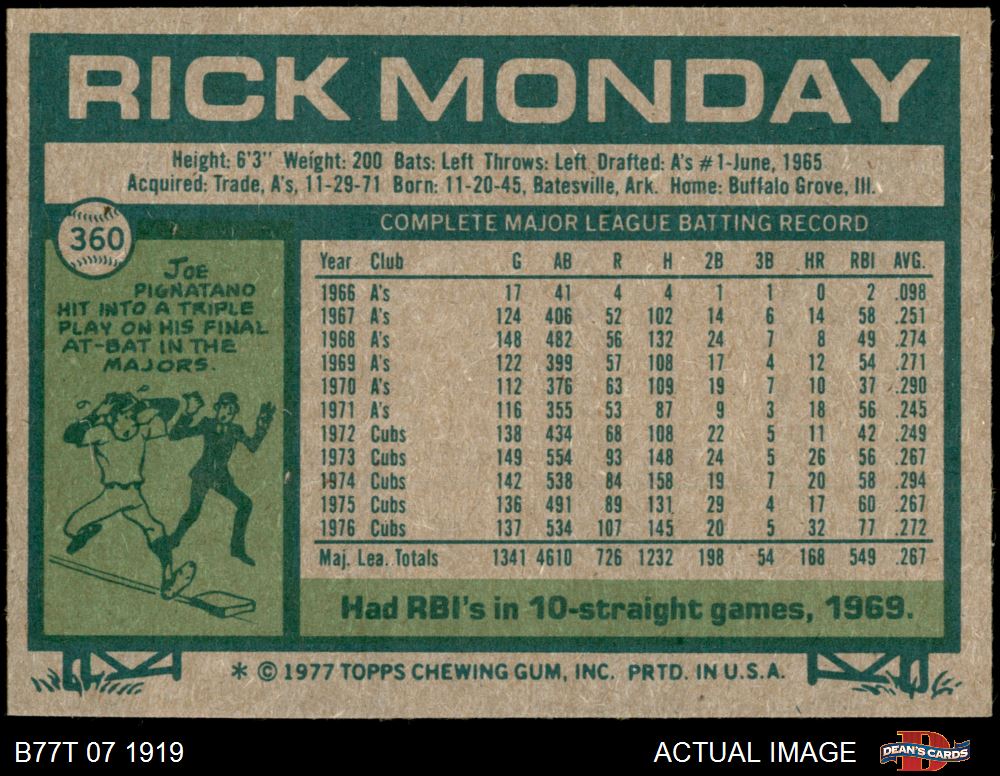 RICK MONDAY
Height: 6'3" Weight: 200 Bats: Left Throws: Left Drafted: A's #1-June, 1965
Acquired: Trade, A's, 11-29-71 Born: 11-20-45, Batesville, Ark. Home: Buffalo Grove, Ill.
360
JOE
PIGNATANO
HIT INTO A TRIPLE
PLAY ON HIS FINAL
AT-BAT IN THE
MAJORS.
COMPLETE MAJOR LEAGUE BATTING RECORD
Year Club G AB R H 2B 3B HR RBI AVG.
1966 A's 17 41 4 4 1 1 0 2 .098
1967 A's 124 406 52 102 14 6 14 58 .251
1968 A's 148 482 56 132 24 7 8 49 .274
1969 A's 122 399 57 108 17 4 12 54 .271
1970 A's 112 376 63 109 19 7 10 37 .290
1971 A's 116 355 53 87 9 3 18 56 .245
1972 Cubs 138 434 68 108 22 5 11 42 .249
1973 Cubs 149 554 93 148 24 5 26 56 .267
1974 Cubs 142 538 84 158 19 7 20 58 .294
1975 Cubs 136 491 89 131 29 4 17 60 .267
1976 Cubs 137 534 107 145 20 5 32 77 .272
Maj. Lea. Totals 1341 4610 726 1232 198 54 168 549 .267
Had RBI's in 10-straight games, 1969.
* © 1977 TOPPS CHEWING GUM, INC. PRTD. IN U.S.A.
B77T 07 1919 ACTUAL IMAGE DEAN'S CARDS